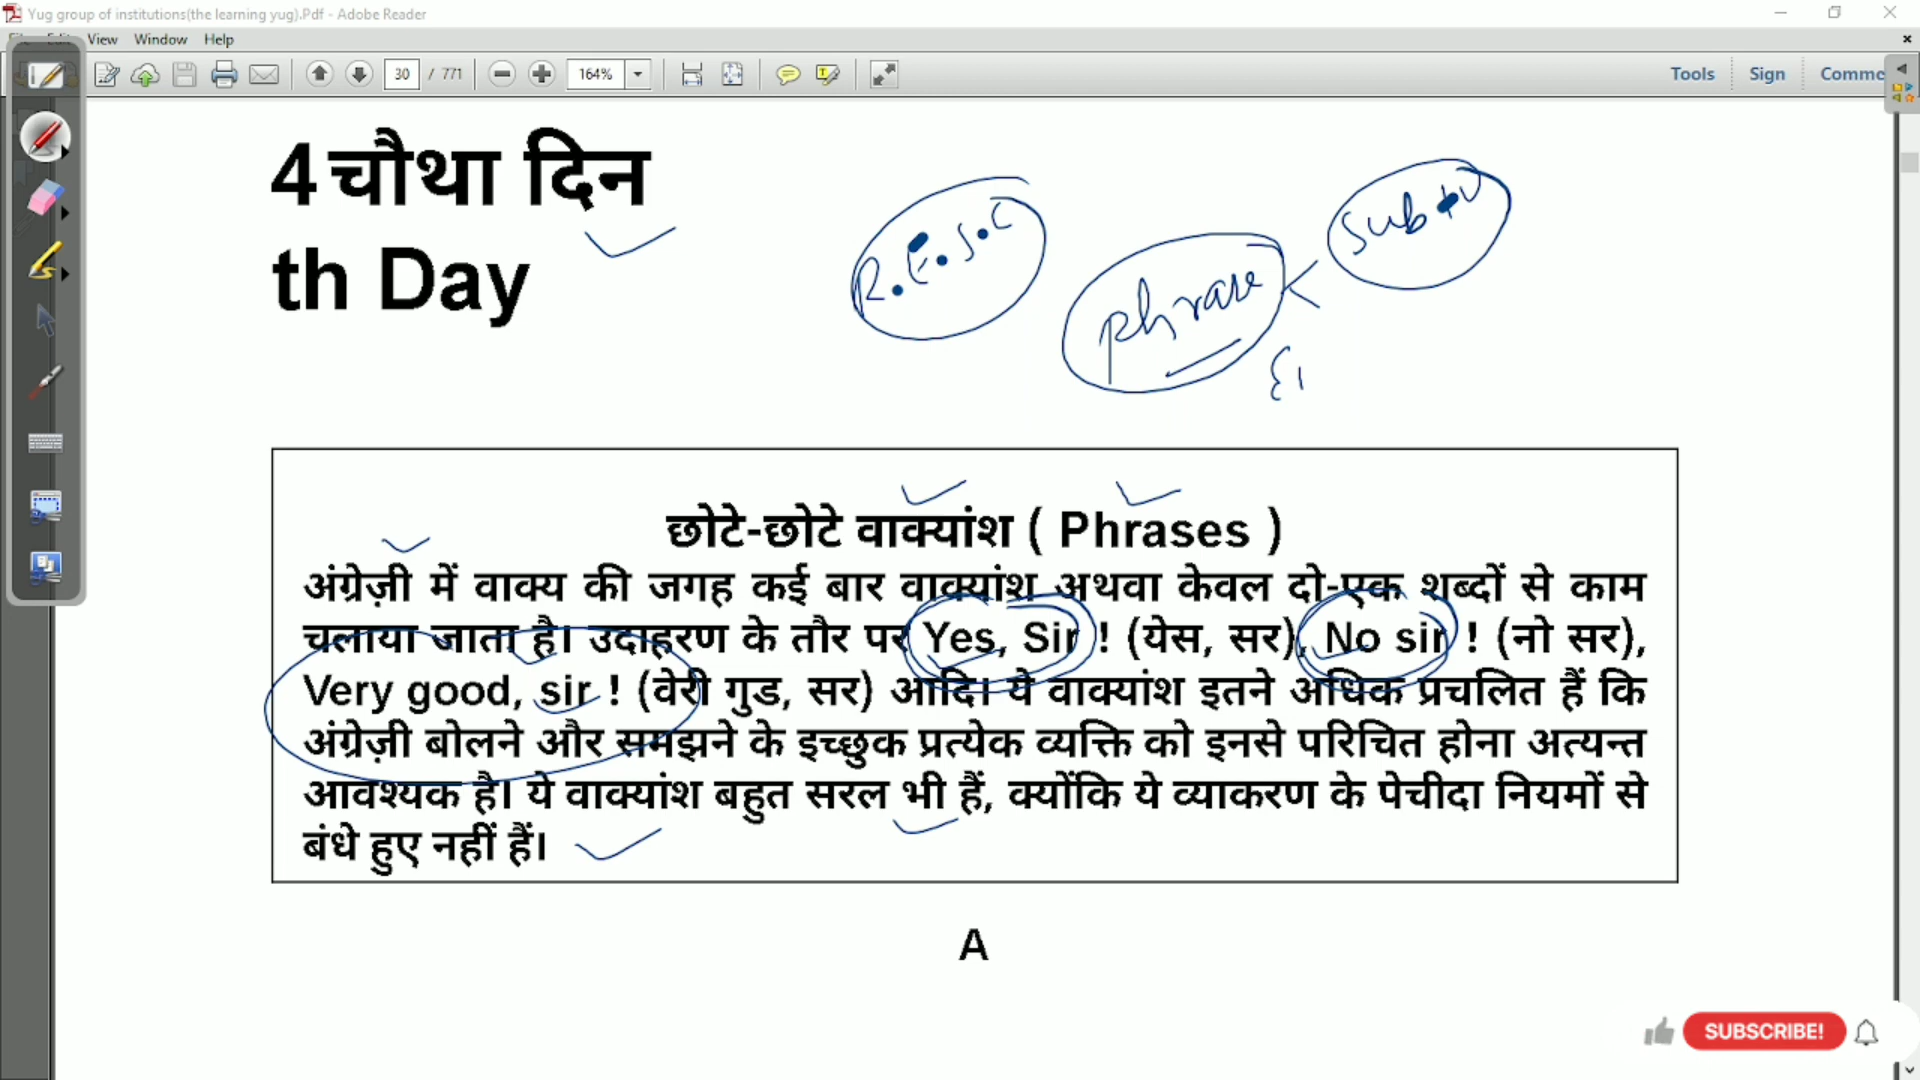 Yug group of institutions(the learning yug).Pdf - Adobe Reader
View Window Help
30 / 771 164% Tools Sign Comme
4 चौथा दिन
th Day
R.E.S.C
phrase
Sub + V
छोटे-छोटे वाक्यांश ( Phrases )
अंग्रेज़ी में वाक्य की जगह कई बार वाक्यांश अथवा केवल दो-एक शब्दों से काम
चलाया जाता है। उदाहरण के तौर पर Yes, Sir ! (येस, सर), No sir ! (नो सर),
Very good, sir ! (वेरी गुड, सर) आदि। ये वाक्यांश इतने अधिक प्रचलित हैं कि
अंग्रेज़ी बोलने और समझने के इच्छुक प्रत्येक व्यक्ति को इनसे परिचित होना अत्यन्त
आवश्यक है। ये वाक्यांश बहुत सरल भी हैं, क्योंकि ये व्याकरण के पेचीदा नियमों से
बंधे हुए नहीं हैं।
A
SUBSCRIBE!